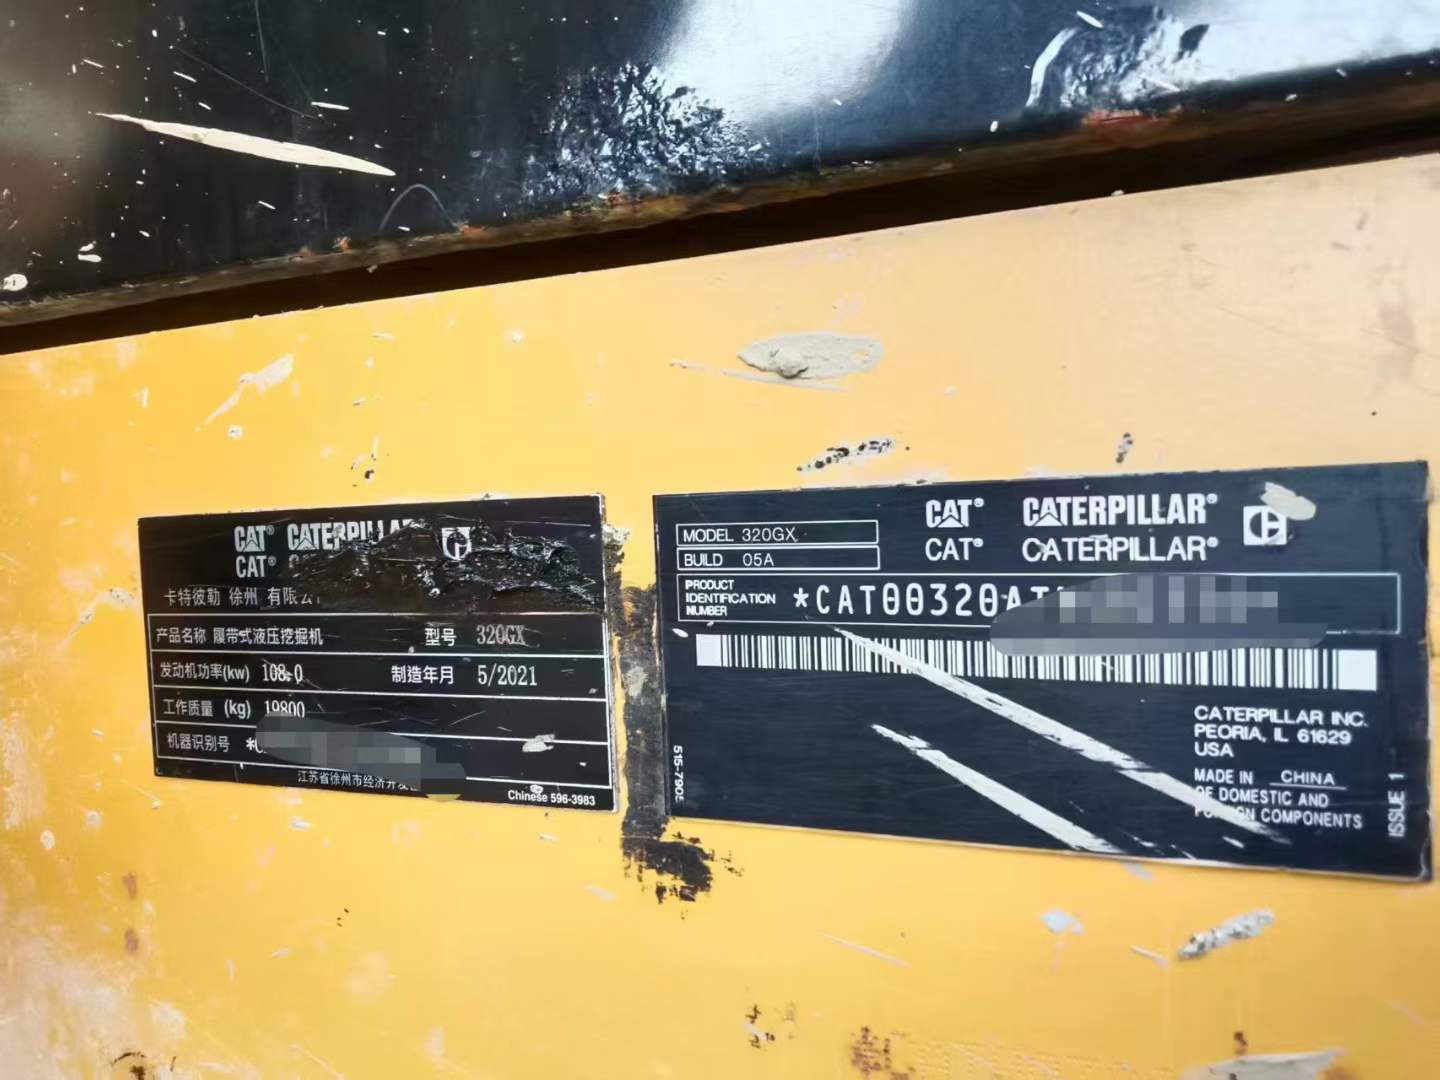 CAT® CATERPILLAR
CAT®
卡特彼勒 徐州 有限公
产品名称 履带式液压挖掘机 型号 320GX
发动机功率(kw) 108.0 制造年月 5/2021
工作质量 (kg) 19800
机器识别号
江苏省徐州市经济开发
Chinese 596-3983
CAT® CATERPILLAR®
CAT® CATERPILLAR®
MODEL 320GX
BUILD 05A
PRODUCT
IDENTIFICATION
NUMBER
*CAT00320A
CATERPILLAR INC.
PEORIA, IL 61629
USA
MADE IN CHINA
OF DOMESTIC AND
FOREIGN COMPONENTS
515-7905
ISSUE 1